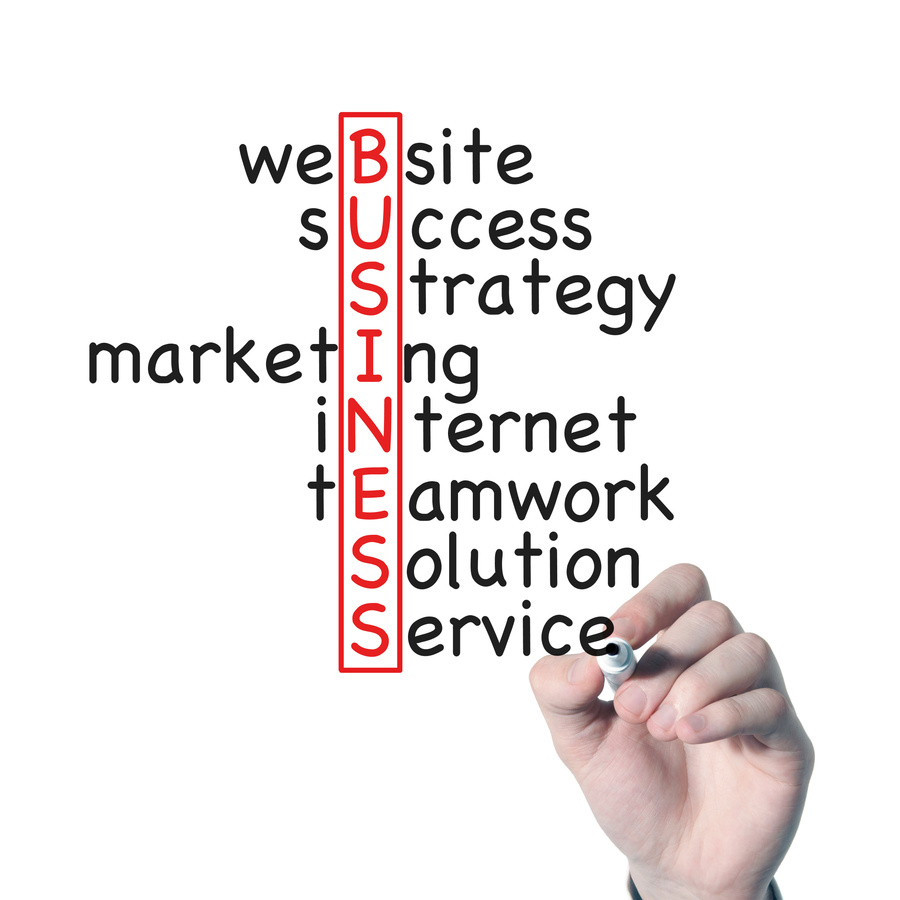 weBsite
sUccess
Strategy
marketIng
iNternet
tEamwork
Solution
Service